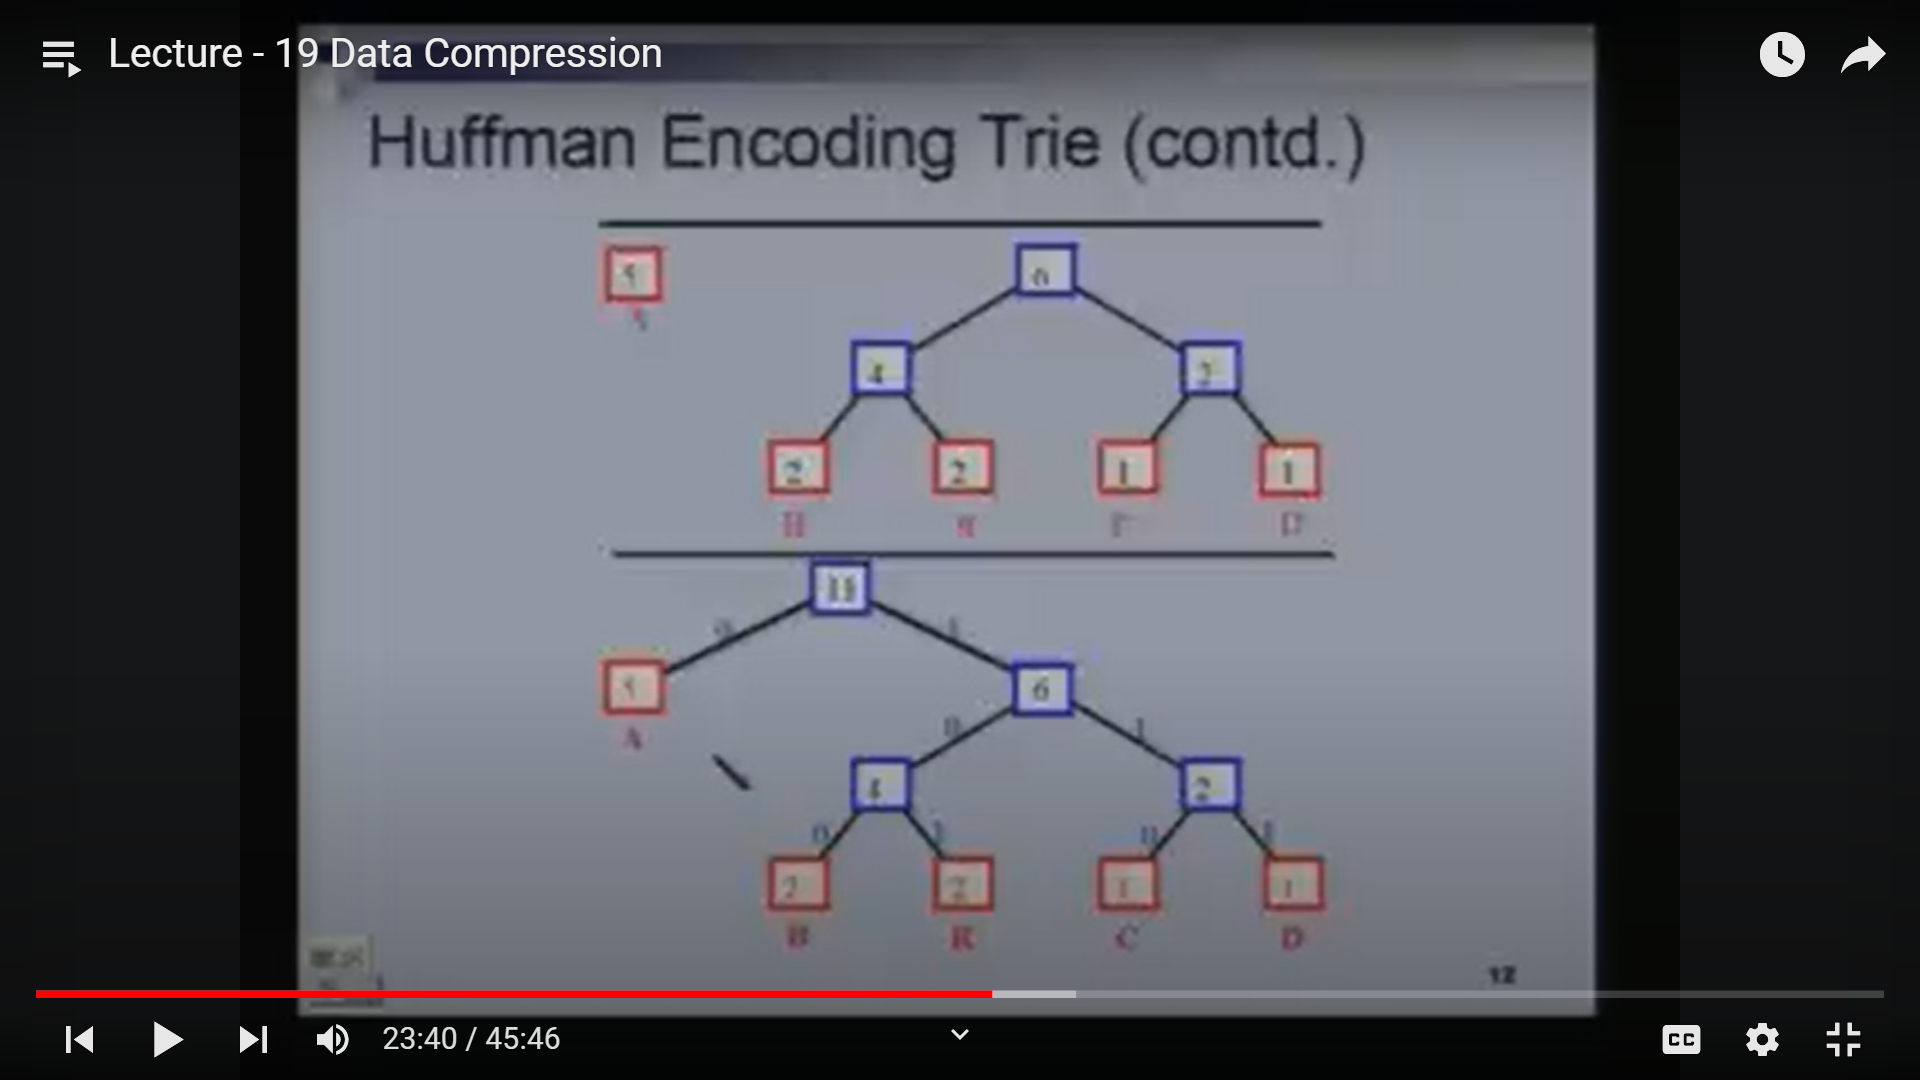 Lecture - 19 Data Compression
Huffman Encoding Trie (contd.)
5 6
4 2
2 2 1 1
11
0 1
5 6
A 0 1
4 2
0 1 0 1
2 2 1 1
B R C D
12
23:40 / 45:46
CC